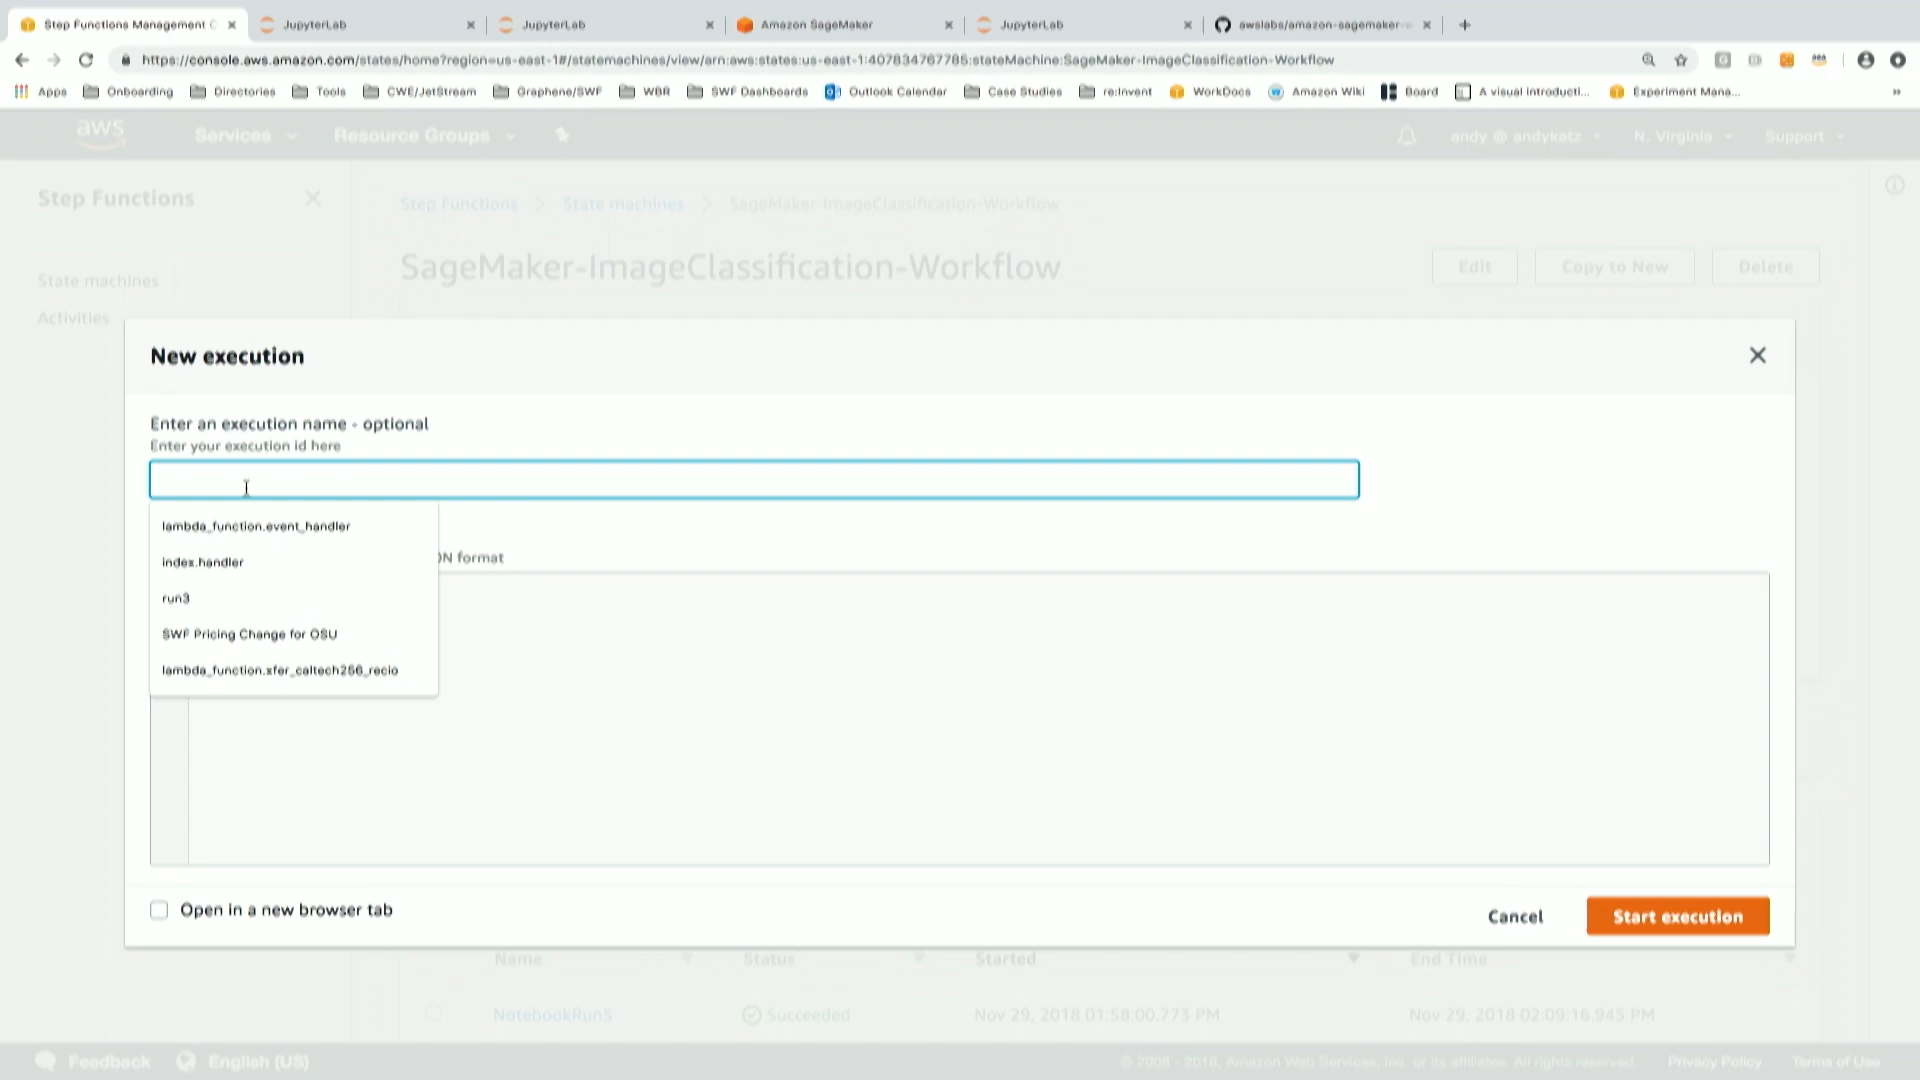 Step Functions Management C
JupyterLab
JupyterLab
Amazon SageMaker
JupyterLab
awslabs/amazon-sagemaker-
https://console.aws.amazon.com/states/home?region=us-east-1#/statemachines/view/arn:aws:states:us-east-1:407834767785:stateMachine:SageMaker-ImageClassification-Workflow
Apps Onboarding Directories Tools CWE/JetStream Graphene/SWF WBR SWF Dashboards Outlook Calendar Case Studies re:Invent WorkDocs Amazon Wiki Board A visual Introducti... Experiment Mana... »
aws Services Resource Groups andy @ andykatz N. Virginia Support
Step Functions
State machines
Activities
Step Functions > State machines > SageMaker-ImageClassification-Workflow
SageMaker-ImageClassification-Workflow
Edit Copy to New Delete
New execution
Enter an execution name - optional
Enter your execution id here
lambda_function.event_handler
index.handler
run3
SWF Pricing Change for OSU
lambda_function.xfer_caltech256_recio
ON format
Open in a new browser tab
Cancel Start execution
Name Status Started End Time
NotebookRun5 Succeeded Nov 29, 2018 01:58:00.773 PM Nov 29, 2018 02:09:16.945 PM
Feedback English (US) © 2008 - 2018, Amazon Web Services, Inc. or its affiliates. All rights reserved. Privacy Policy Terms of Use